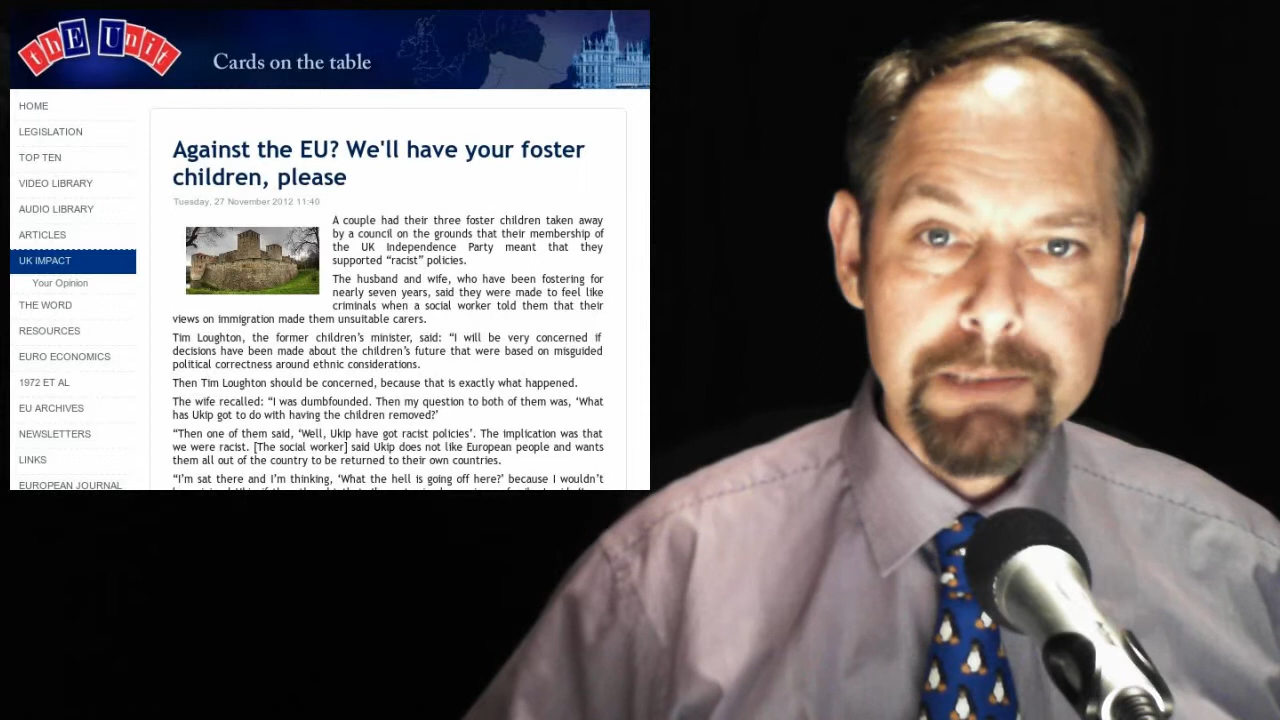 thE Unit
Cards on the table
HOME
LEGISLATION
TOP TEN
VIDEO LIBRARY
AUDIO LIBRARY
ARTICLES
UK IMPACT
Your Opinion
THE WORD
RESOURCES
EURO ECONOMICS
1972 ET AL
EU ARCHIVES
NEWSLETTERS
LINKS
EUROPEAN JOURNAL
Against the EU? We'll have your foster
children, please
Tuesday, 27 November 2012 11:40
A couple had their three foster children taken away
by a council on the grounds that their membership of
the UK Independence Party meant that they
supported “racist” policies.
The husband and wife, who have been fostering for
nearly seven years, said they were made to feel like
criminals when a social worker told them that their
views on immigration made them unsuitable carers.
Tim Loughton, the former children’s minister, said: “I will be very concerned if
decisions have been made about the children’s future that were based on misguided
political correctness around ethnic considerations.
Then Tim Loughton should be concerned, because that is exactly what happened.
The wife recalled: “I was dumbfounded. Then my question to both of them was, ‘What
has Ukip got to do with having the children removed?’
“Then one of them said, ‘Well, Ukip have got racist policies’. The implication was that
we were racist. [The social worker] said Ukip does not like European people and wants
them all out of the country to be returned to their own countries.
“I’m sat there and I’m thinking, ‘What the hell is going off here?’ because I wouldn’t